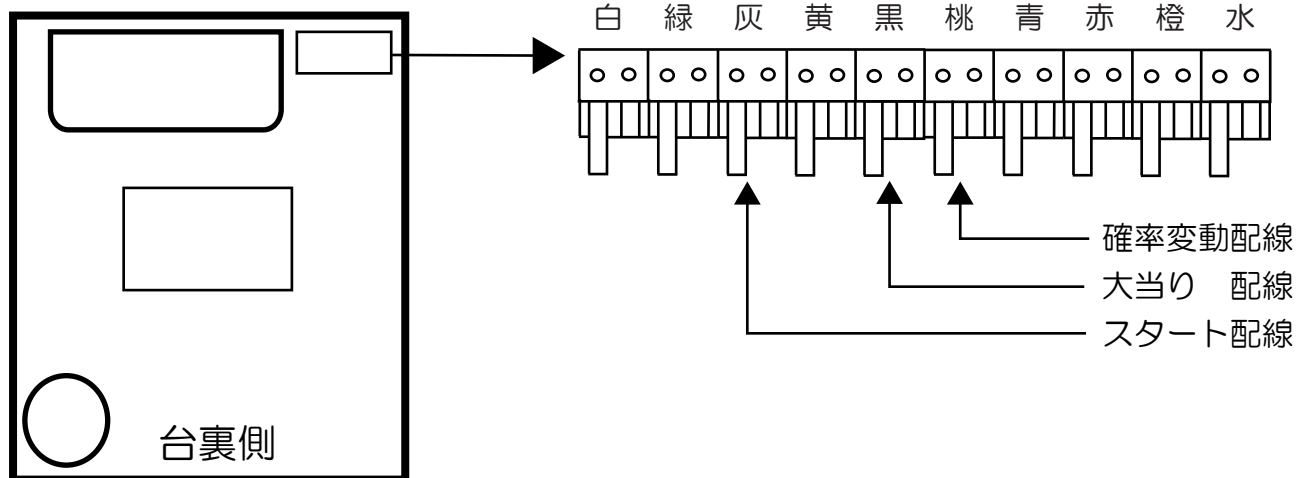 白 緑 灰 黄 黒 桃 青 赤 橙 水
確率変動配線
大当り　配線
スタート配線
台裏側